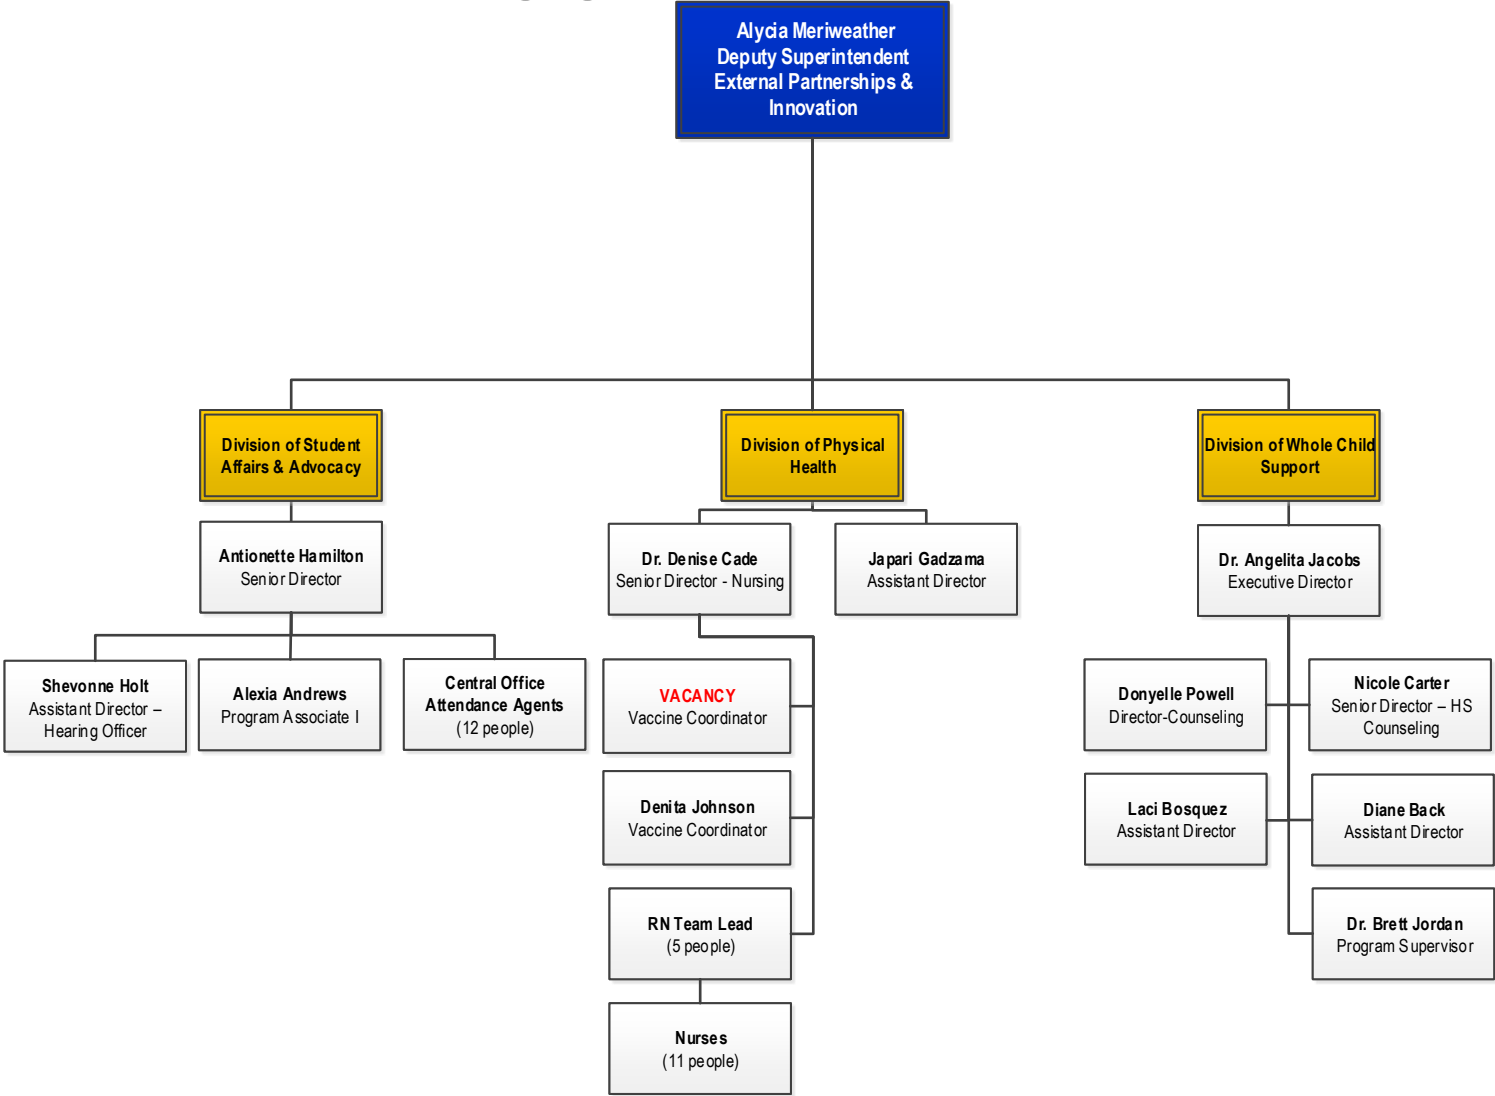 Alycia Meriweather
Deputy Superintendent
External Partnerships &
Innovation
Division of Student
Affairs & Advocacy
Division of Physical
Health
Division of Whole Child
Support
Antionette Hamilton
Senior Director
Dr. Denise Cade
Senior Director - Nursing
Japari Gadzama
Assistant Director
Dr. Angelita Jacobs
Executive Director
Shevonne Holt
Assistant Director –
Hearing Officer
Alexia Andrews
Program Associate I
Central Office
Attendance Agents
(12 people)
VACANCY
Vaccine Coordinator
Donyelle Powell
Director-Counseling
Nicole Carter
Senior Director – HS
Counseling
Denita Johnson
Vaccine Coordinator
Laci Bosquez
Assistant Director
Diane Back
Assistant Director
RN Team Lead
(5 people)
Dr. Brett Jordan
Program Supervisor
Nurses
(11 people)